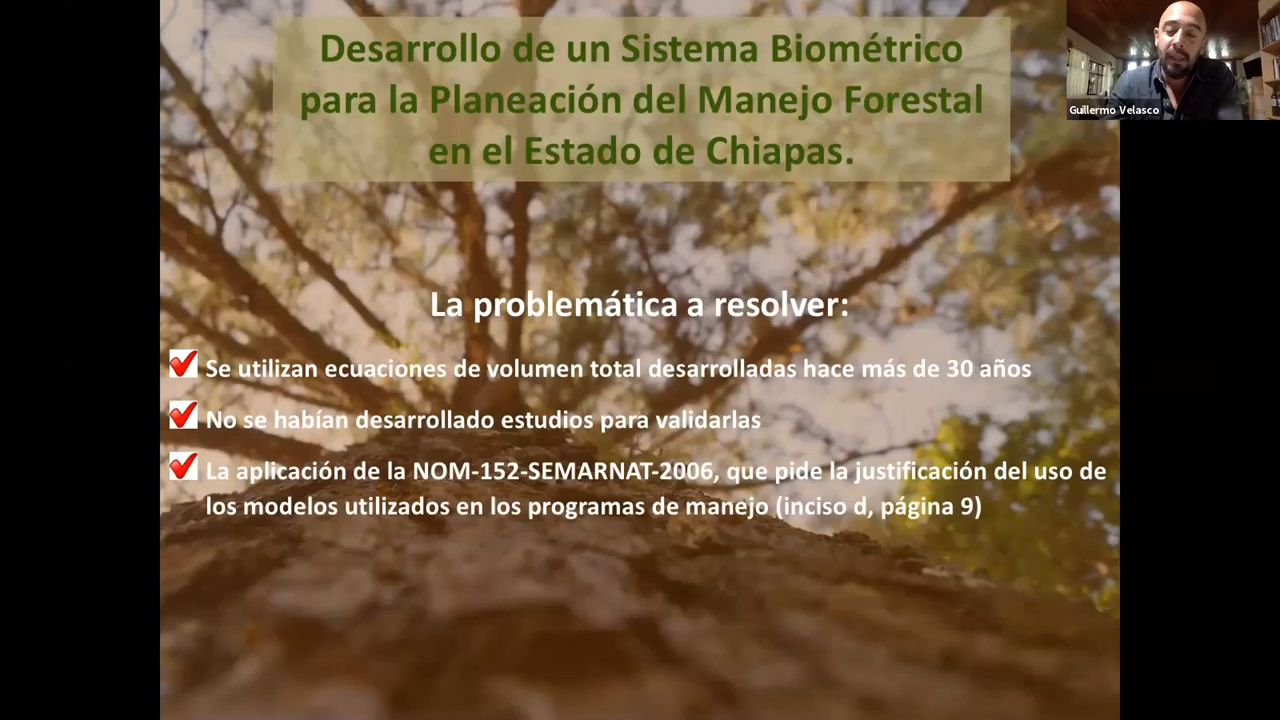 Desarrollo de un Sistema Biométrico
para la Planeación del Manejo Forestal
en el Estado de Chiapas.
Guillermo Velasco
La problemática a resolver:
Se utilizan ecuaciones de volumen total desarrolladas hace más de 30 años
No se habían desarrollado estudios para validarlas
La aplicación de la NOM-152-SEMARNAT-2006, que pide la justificación del uso de
los modelos utilizados en los programas de manejo (inciso d, página 9)